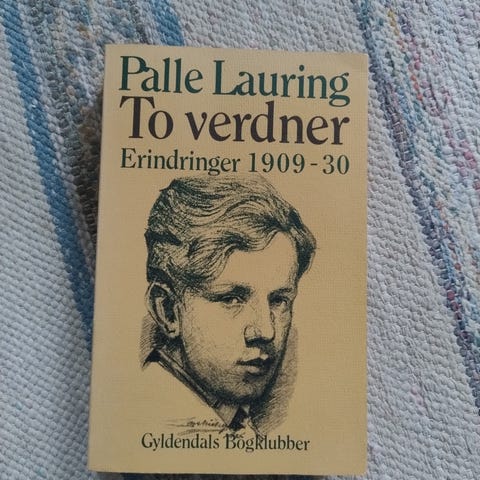 Palle Lauring
To verdner
Erindringer 1909-30
Gyldendals Bogklubber